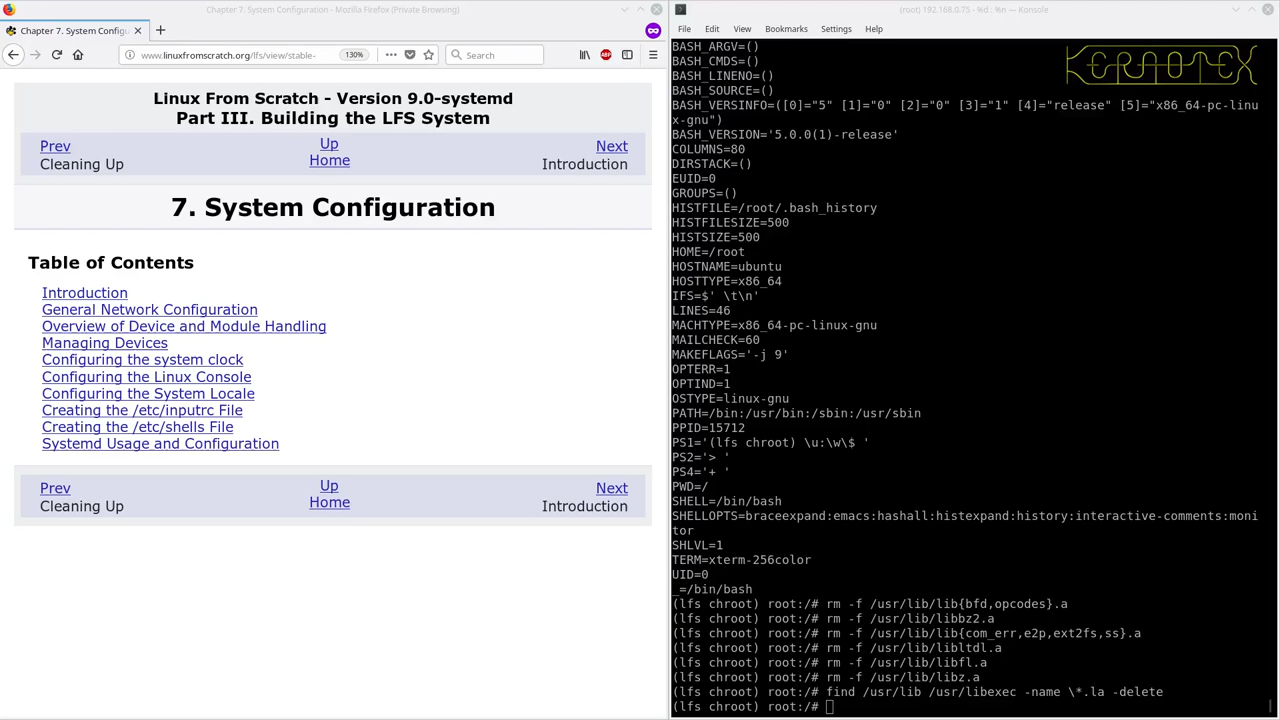 Chapter 7. System Configuration - Mozilla Firefox (Private Browsing)
Chapter 7. System Configu
www.linuxfromscratch.org/lfs/view/stable-
130%
Search
ABP
Linux From Scratch - Version 9.0-systemd
Part III. Building the LFS System
Prev
Up
Next
Cleaning Up
Home
Introduction
7. System Configuration
Table of Contents
Introduction
General Network Configuration
Overview of Device and Module Handling
Managing Devices
Configuring the system clock
Configuring the Linux Console
Configuring the System Locale
Creating the /etc/inputrc File
Creating the /etc/shells File
Systemd Usage and Configuration
Prev
Up
Next
Cleaning Up
Home
Introduction
(root) 192.168.0.75 - %d : %n — Konsole
File Edit View Bookmarks Settings Help
KERAOTEX
BASH_ARGV=()
BASH_CMDS=()
BASH_LINENO=()
BASH_SOURCE=()
BASH_VERSINFO=([0]="5" [1]="0" [2]="0" [3]="1" [4]="release" [5]="x86_64-pc-linu
x-gnu")
BASH_VERSION='5.0.0(1)-release'
COLUMNS=80
DIRSTACK=()
EUID=0
GROUPS=()
HISTFILE=/root/.bash_history
HISTFILESIZE=500
HISTSIZE=500
HOME=/root
HOSTNAME=ubuntu
HOSTTYPE=x86_64
IFS=$' \t\n'
LINES=46
MACHTYPE=x86_64-pc-linux-gnu
MAILCHECK=60
MAKEFLAGS='-j 9'
OPTERR=1
OPTIND=1
OSTYPE=linux-gnu
PATH=/bin:/usr/bin:/sbin:/usr/sbin
PPID=15712
PS1='(lfs chroot) \u:\w\$ '
PS2='> '
PS4='+ '
PWD=/
SHELL=/bin/bash
SHELLOPTS=braceexpand:emacs:hashall:histexpand:history:interactive-comments:moni
tor
SHLVL=1
TERM=xterm-256color
UID=0
_=/bin/bash
(lfs chroot) root:/# rm -f /usr/lib/lib{bfd,opcodes}.a
(lfs chroot) root:/# rm -f /usr/lib/libbz2.a
(lfs chroot) root:/# rm -f /usr/lib/lib{com_err,e2p,ext2fs,ss}.a
(lfs chroot) root:/# rm -f /usr/lib/libltdl.a
(lfs chroot) root:/# rm -f /usr/lib/libfl.a
(lfs chroot) root:/# rm -f /usr/lib/libz.a
(lfs chroot) root:/# find /usr/lib /usr/libexec -name \*.la -delete
(lfs chroot) root:/#